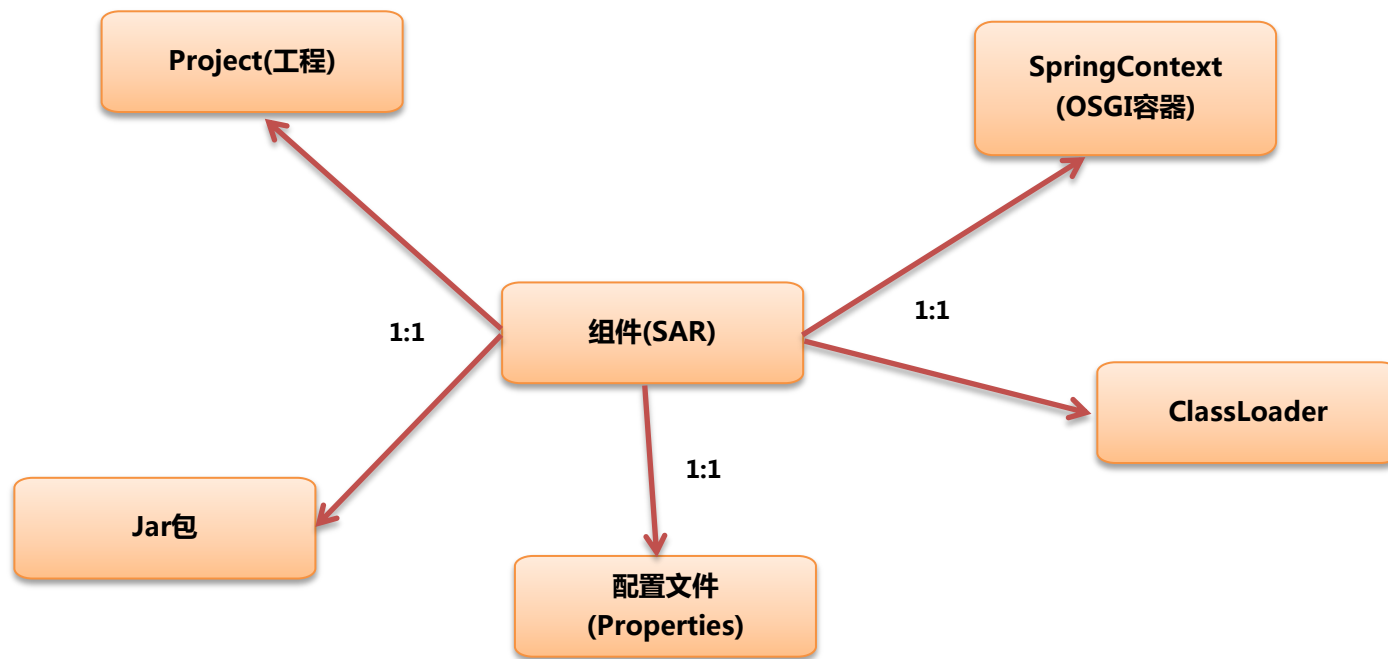 Project(工程)
SpringContext
(OSGI容器)
1:1
组件(SAR)
1:1
ClassLoader
1:1
Jar包
配置文件
(Properties)